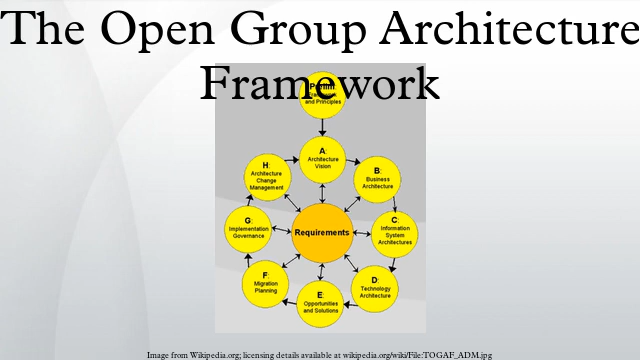 The Open Group Architecture
Framework
and Principles
A:
Architecture
Vision
B:
Business
Architecture
C:
Information
System
Architectures
D:
Technology
Architecture
E:
Opportunities
and Solutions
F:
Migration
Planning
G:
Implementation
Governance
H:
Architecture
Change
Management
Requirements
Image from Wikipedia.org; licensing details available at wikipedia.org/wiki/File:TOGAF_ADM.jpg